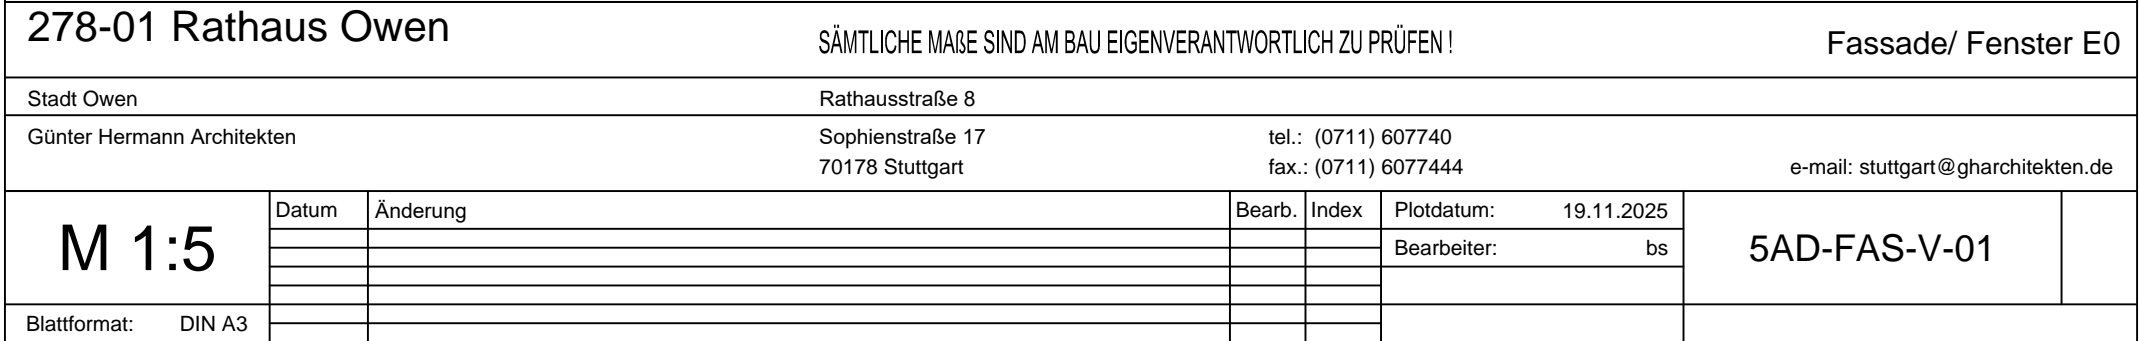 278-01 Rathaus Owen SÄMTLICHE MAßE SIND AM BAU EIGENVERANTWORTLICH ZU PRÜFEN ! Fassade/ Fenster E0
Stadt Owen Rathausstraße 8
Günter Hermann Architekten Sophienstraße 17 tel.: (0711) 607740
70178 Stuttgart fax.: (0711) 6077444 e-mail: stuttgart@gharchitekten.de
Datum Änderung Bearb. Index Plotdatum: 19.11.2025
M 1:5 Bearbeiter: bs 5AD-FAS-V-01
Blattformat: DIN A3